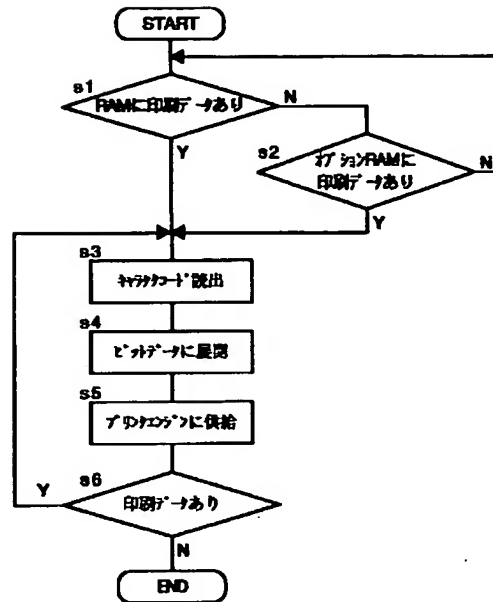 START
s1
RAMに印刷データあり
N
Y
s2
オプションRAMに
印刷データあり
N
Y
s3
キャラクタコード読出
s4
ビットデータに展開
s5
プリンタエンジンに供給
s6
印刷データあり
Y
N
END